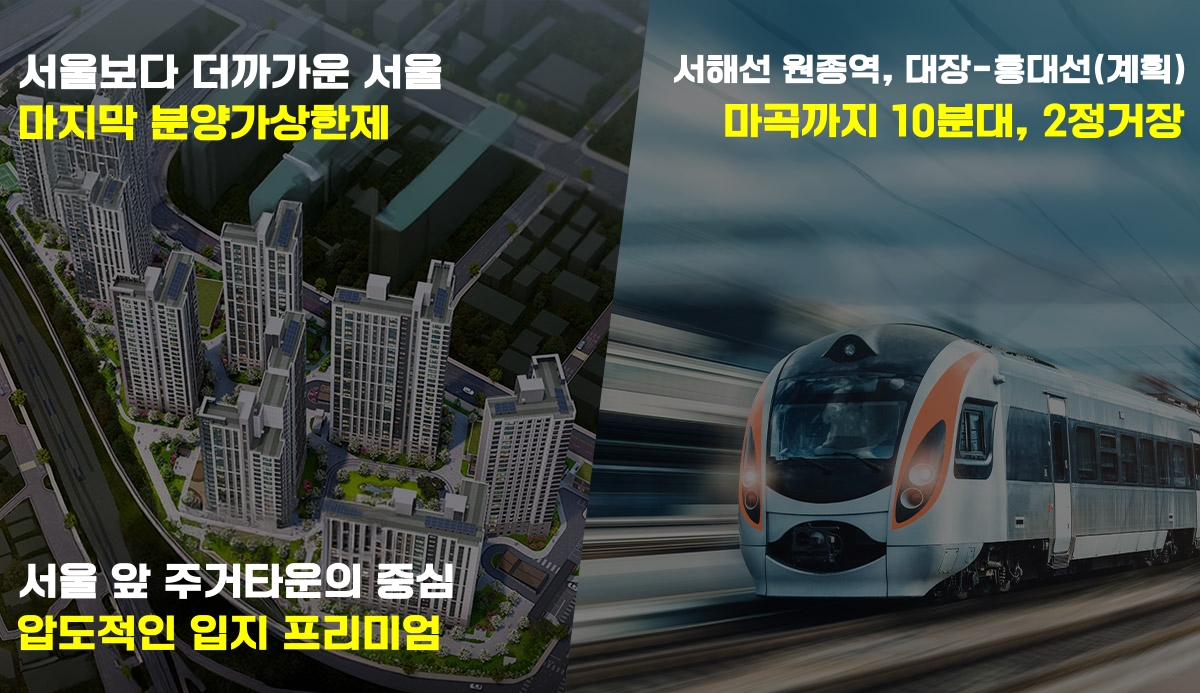 서울보다 더까가운 서울
마지막 분양가상한제
서해선 원종역, 대장-홍대선(계획)
마곡까지 10분대, 2정거장
서울 앞 주거타운의 중심
압도적인 입지 프리미엄